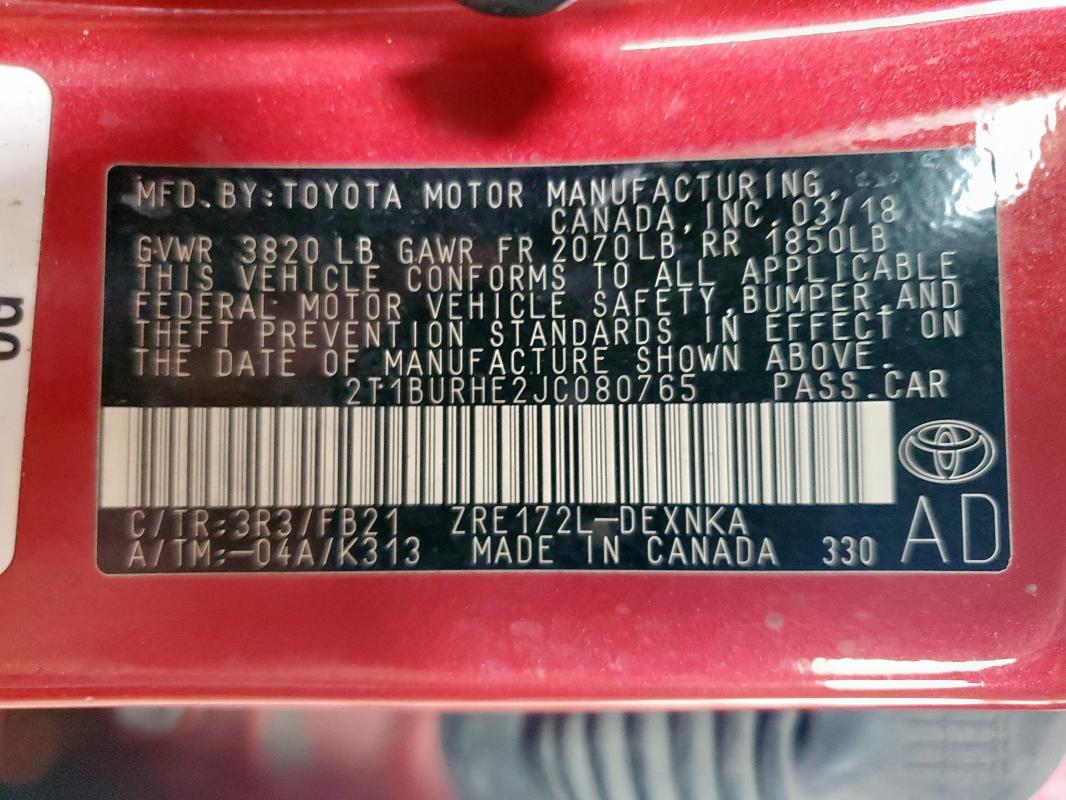 MFD.BY:TOYOTA MOTOR MANUFACTURING,
CANADA,INC.03/18
GVWR 3820 LB GAWR FR 2070LB RR 1850LB
THIS VEHICLE CONFORMS TO ALL APPLICABLE
FEDERAL MOTOR VEHICLE SAFETY,BUMPER,AND
THEFT PREVENTION STANDARDS IN EFFECT ON
THE DATE OF MANUFACTURE SHOWN ABOVE.
2T1BURHE2JC080765 PASS.CAR
C/TR:3R3/FB21 ZRE172L-DEXNKA
A/TM:-04A/K313 MADE IN CANADA 330
AD